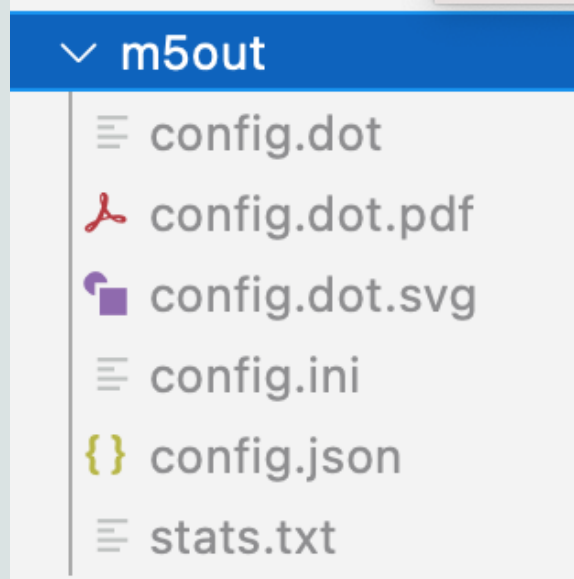 m5out
config.dot
config.dot.pdf
config.dot.svg
config.ini
{} config.json
stats.txt